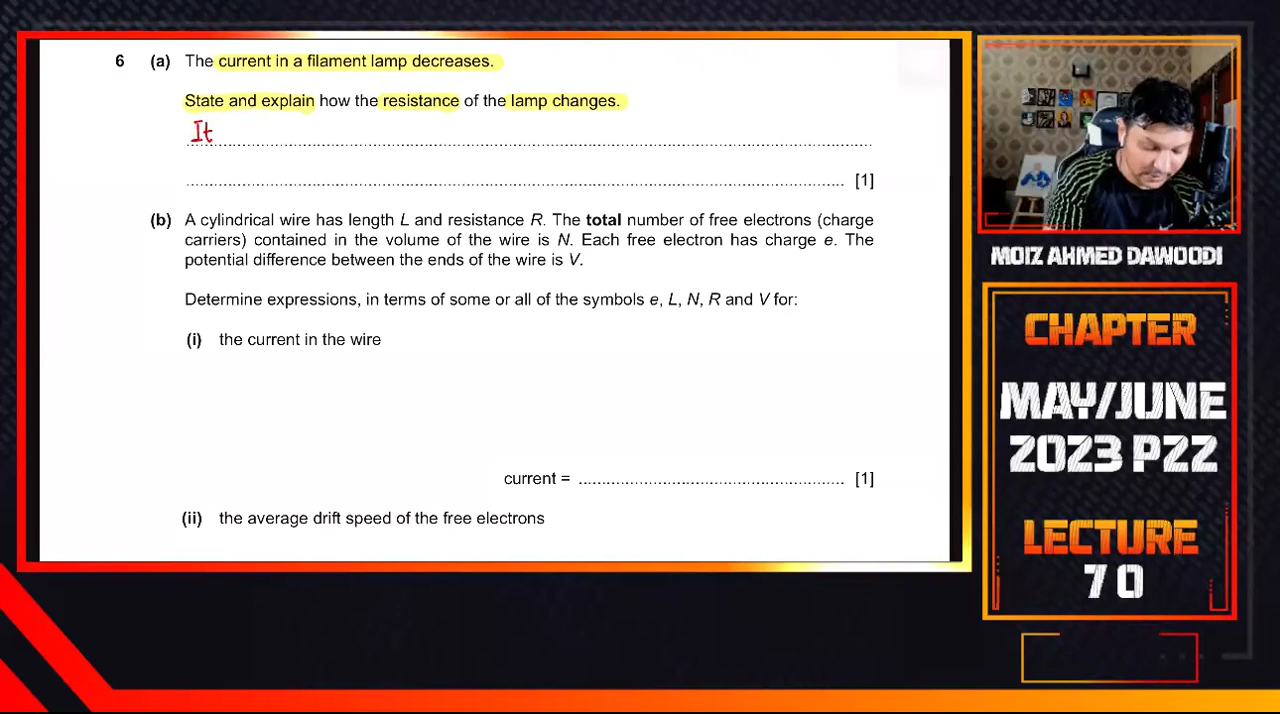 6 (a) The current in a filament lamp decreases.
State and explain how the resistance of the lamp changes.
It
[1]
(b) A cylindrical wire has length L and resistance R. The total number of free electrons (charge
carriers) contained in the volume of the wire is N. Each free electron has charge e. The
potential difference between the ends of the wire is V.
Determine expressions, in terms of some or all of the symbols e, L, N, R and V for:
(i) the current in the wire
current = ........................................................... [1]
(ii) the average drift speed of the free electrons
MOIZ AHMED DAWOODI
CHAPTER
MAY/JUNE
2023 P22
LECTURE
70